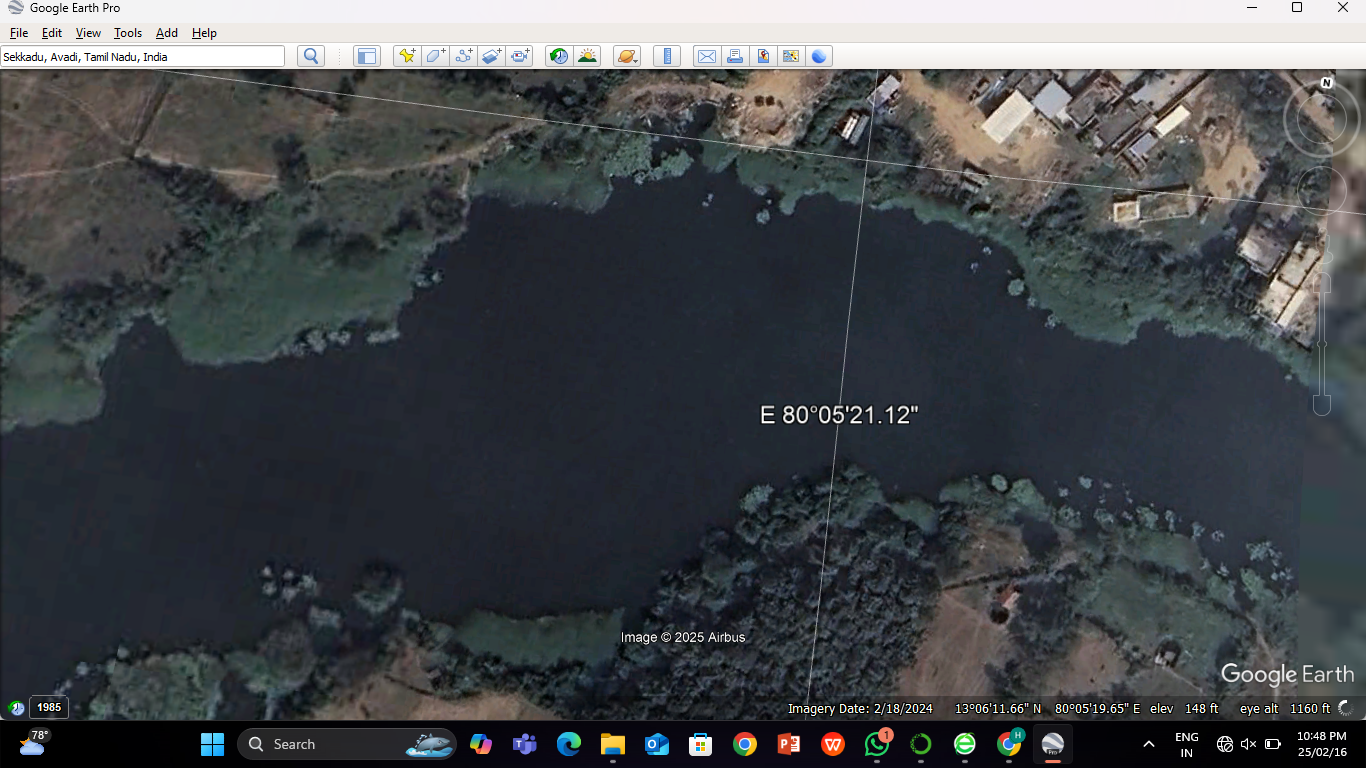 Google Earth Pro
File Edit View Tools Add Help
Sekkadu, Avadi, Tamil Nadu, India
N
E 80°05'21.12"
Image © 2025 Airbus
Google Earth
1985
Imagery Date: 2/18/2024 13°06'11.66" N 80°05'19.65" E elev 148 ft eye alt 1160 ft
78°
Search
1
H
Pro
ENG
IN
10:48 PM
25/02/16